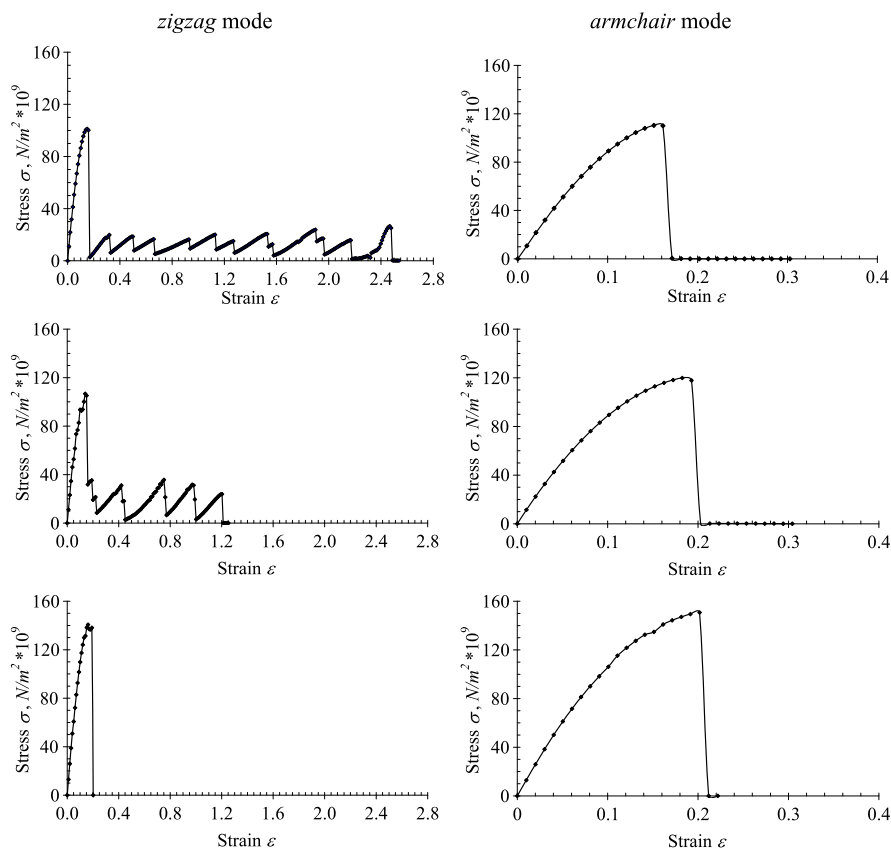 zigzag mode
armchair mode
Stress σ, N/m²*10⁹
160
120
80
40
0
0.0 0.4 0.8 1.2 1.6 2.0 2.4 2.8
Strain ε
Stress σ, N/m²*10⁹
160
120
80
40
0
0.0 0.1 0.2 0.3 0.4
Strain ε
Stress σ, N/m²*10⁹
160
120
80
40
0
0.0 0.4 0.8 1.2 1.6 2.0 2.4 2.8
Strain ε
Stress σ, N/m²*10⁹
160
120
80
40
0
0.0 0.1 0.2 0.3 0.4
Strain ε
Stress σ, N/m²*10⁹
160
120
80
40
0
0.0 0.4 0.8 1.2 1.6 2.0 2.4 2.8
Strain ε
Stress σ, N/m²*10⁹
160
120
80
40
0
0 0.1 0.2 0.3 0.4
Strain ε